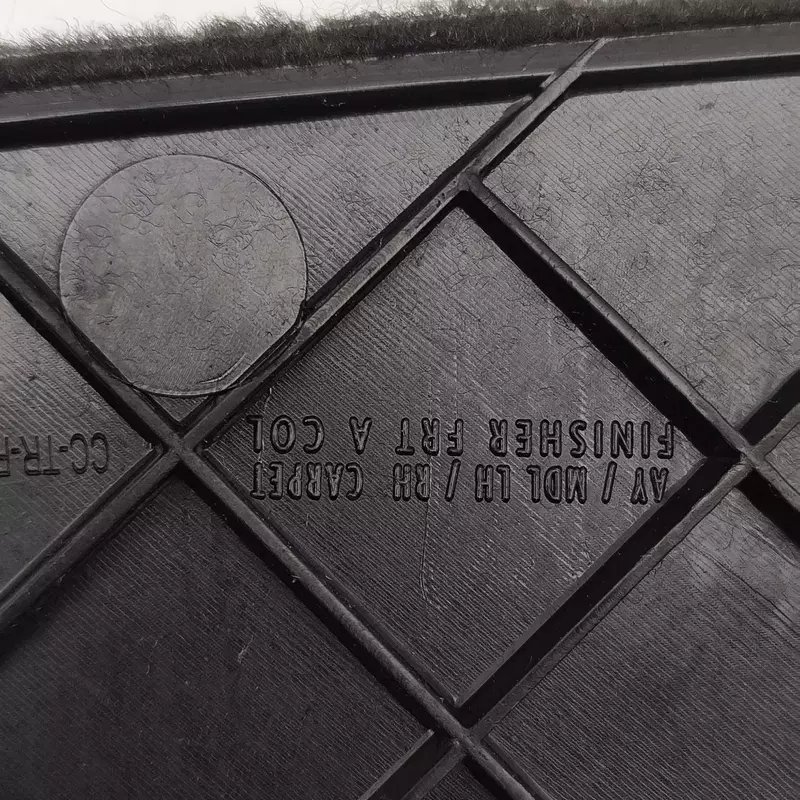 AY / MDL LH / RH CARPET
FINISHER FRT A COL
CC-TR-